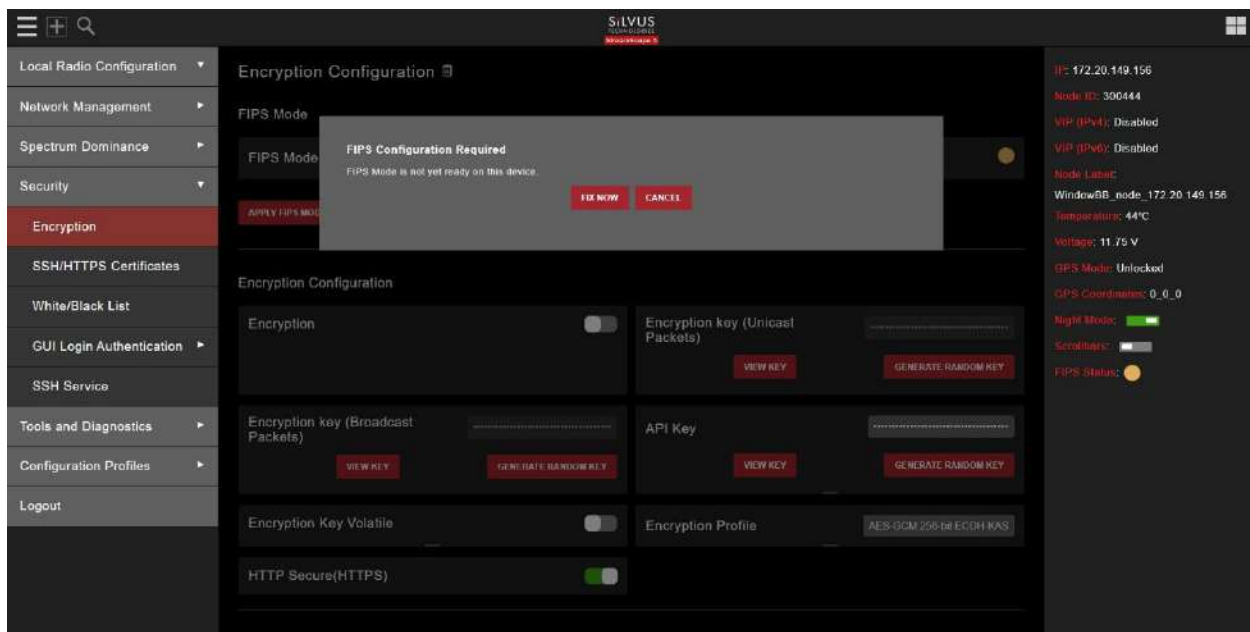 SiLVUS
TECHNOLOGIES
StreamScape 5
Local Radio Configuration
Network Management
Spectrum Dominance
Security
Encryption
SSH/HTTPS Certificates
White/Black List
GUI Login Authentication
SSH Service
Tools and Diagnostics
Configuration Profiles
Logout
Encryption Configuration
FIPS Mode
FIPS Mode
FIPS Configuration Required
FIPS Mode is not yet ready on this device.
FIX NOW
CANCEL
APPLY FIPS MOD
Encryption Configuration
Encryption
Encryption key (Unicast
Packets)
VIEW KEY
GENERATE RANDOM KEY
Encryption key (Broadcast
Packets)
VIEW KEY
GENERATE RANDOM KEY
API Key
VIEW KEY
GENERATE RANDOM KEY
Encryption Key Volatile
Encryption Profile
AES-GCM 256-bit ECDH-KAS
HTTP Secure(HTTPS)
IP: 172.20.149.156
Node ID: 300444
VIP (IPv4): Disabled
VIP (IPv6): Disabled
Node Label:
WindowBB_node_172.20.149.156
Temperature: 44°C
Voltage: 11.75 V
GPS Mode: Unlocked
GPS Coordinates: 0_0_0
Night Mode:
Scrollbars:
FIPS Status: